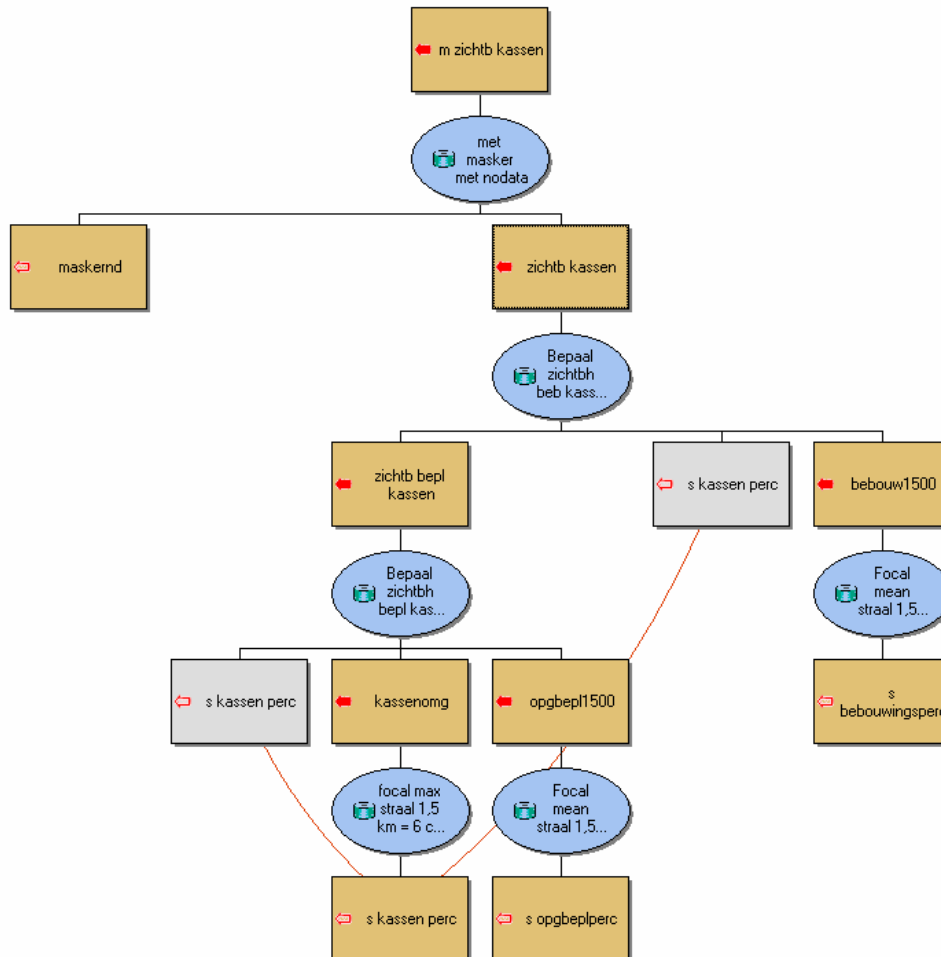 m zichtb kassen
met
masker
met nodata
maskernd
zichtb kassen
Bepaal
zichtbh
beb kass...
zichtb bepl
kassen
s kassen perc
bebouw1500
Bepaal
zichtbh
bepl kas...
Focal
mean
straal 1,5...
s kassen perc
kassenomg
opgbepl1500
s
bebouwingsperc
focal max
straal 1,5
km = 6 c...
Focal
mean
straal 1,5...
s kassen perc
s opgbeplperc